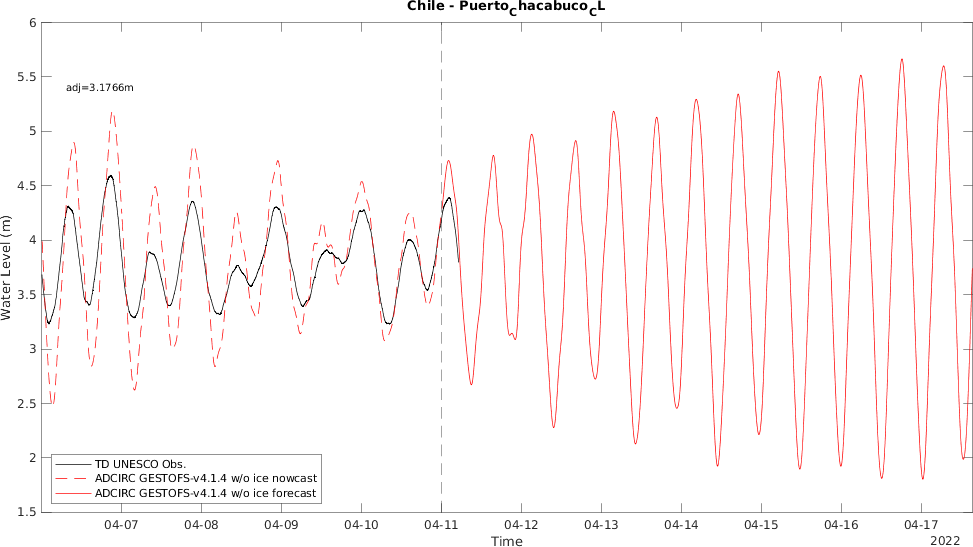 Chile - Puerto_Chacabuco_CL
adj=3.1766m
Water Level (m)
6
5.5
5
4.5
4
3.5
3
2.5
2
1.5
TD UNESCO Obs.
ADCIRC GESTOFS-v4.1.4 w/o ice nowcast
ADCIRC GESTOFS-v4.1.4 w/o ice forecast
04-07 04-08 04-09 04-10 04-11 04-12 04-13 04-14 04-15 04-16 04-17
Time
2022